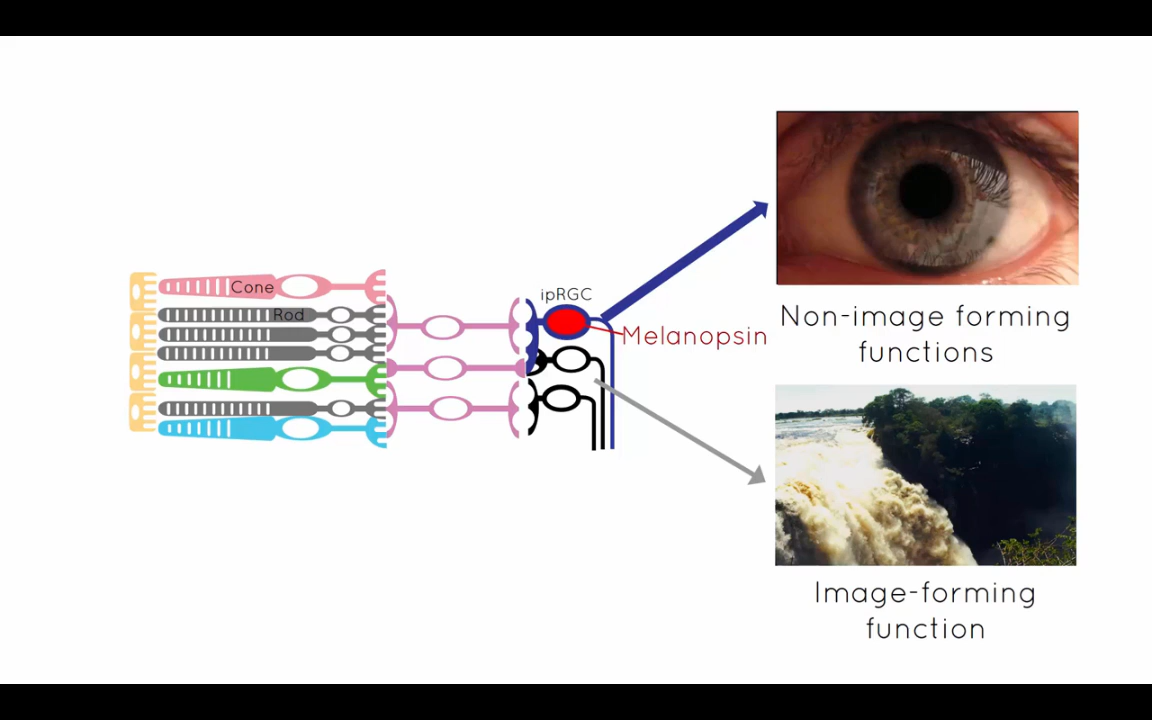 Cone
Rod
ipRGC
Melanopsin
Non-image forming
functions
Image-forming
function